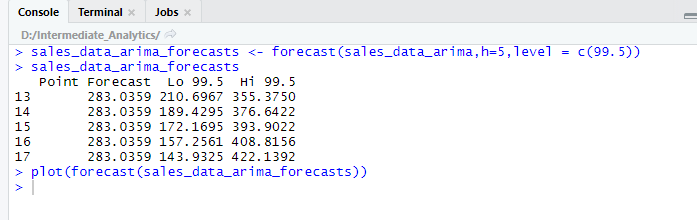 Console Terminal × Jobs ×
D:/Intermediate_Analytics/
> sales_data_arima_forecasts <- forecast(sales_data_arima,h=5,level = c(99.5))
> sales_data_arima_forecasts
   Point Forecast  Lo 99.5  Hi 99.5
13       283.0359 210.6967 355.3750
14       283.0359 189.4295 376.6422
15       283.0359 172.1695 393.9022
16       283.0359 157.2561 408.8156
17       283.0359 143.9325 422.1392
> plot(forecast(sales_data_arima_forecasts))
>